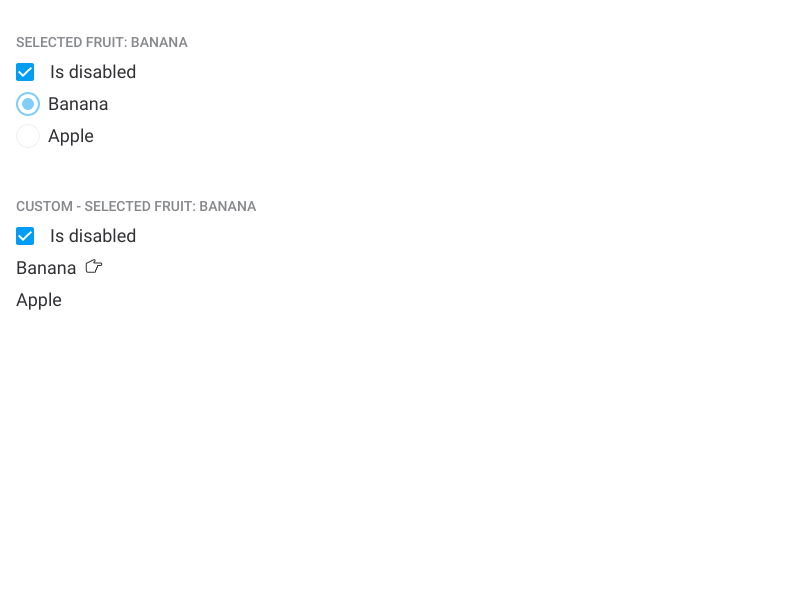 SELECTED FRUIT: BANANA
Is disabled
Banana
Apple
CUSTOM - SELECTED FRUIT: BANANA
Is disabled
Banana 👉
Apple